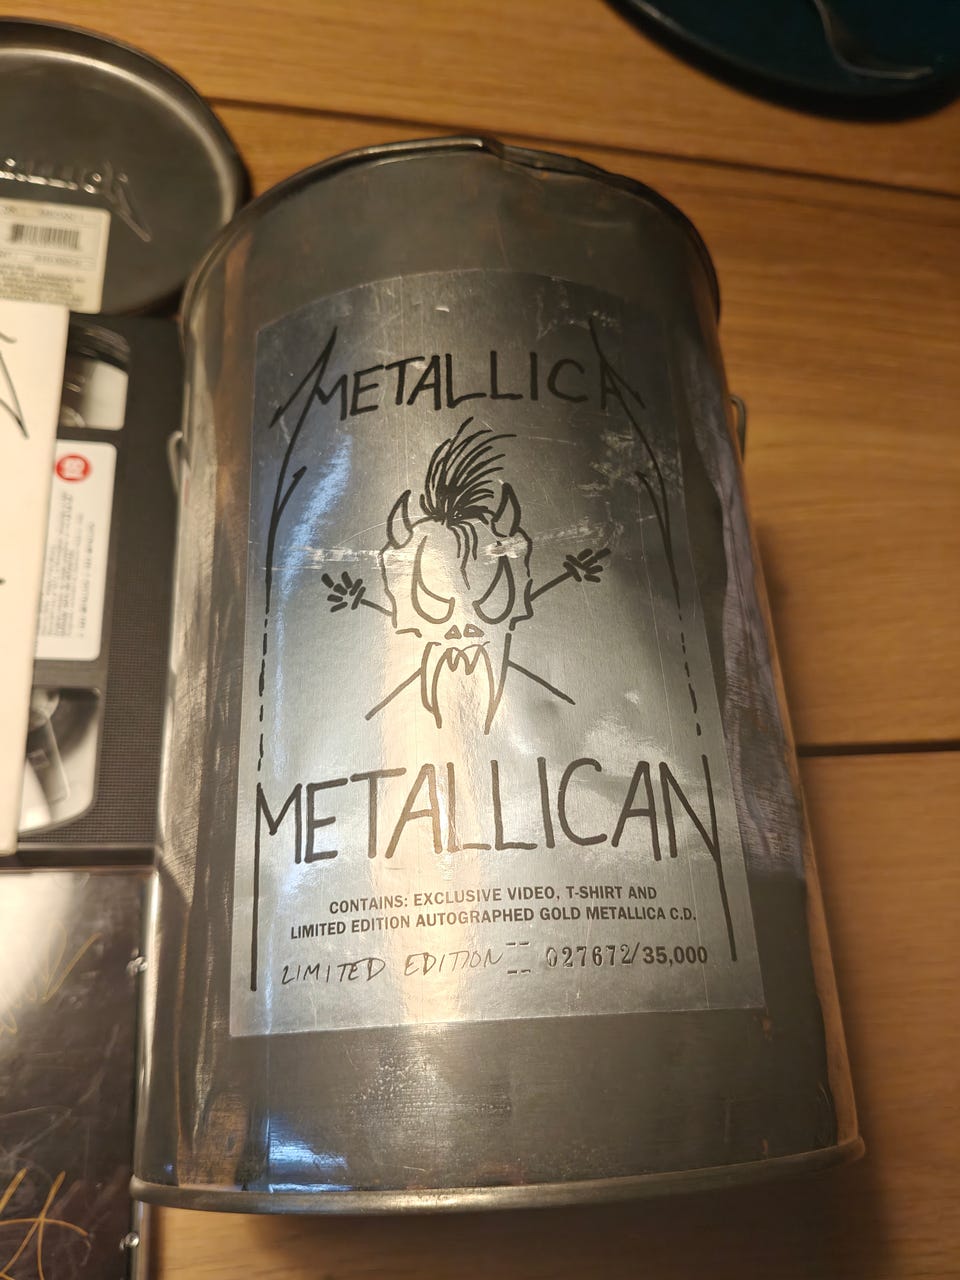 METALLICA
METALLICAN
CONTAINS: EXCLUSIVE VIDEO, T-SHIRT AND
LIMITED EDITION AUTOGRAPHED GOLD METALLICA C.D.
LIMITED EDITION 027672/35,000